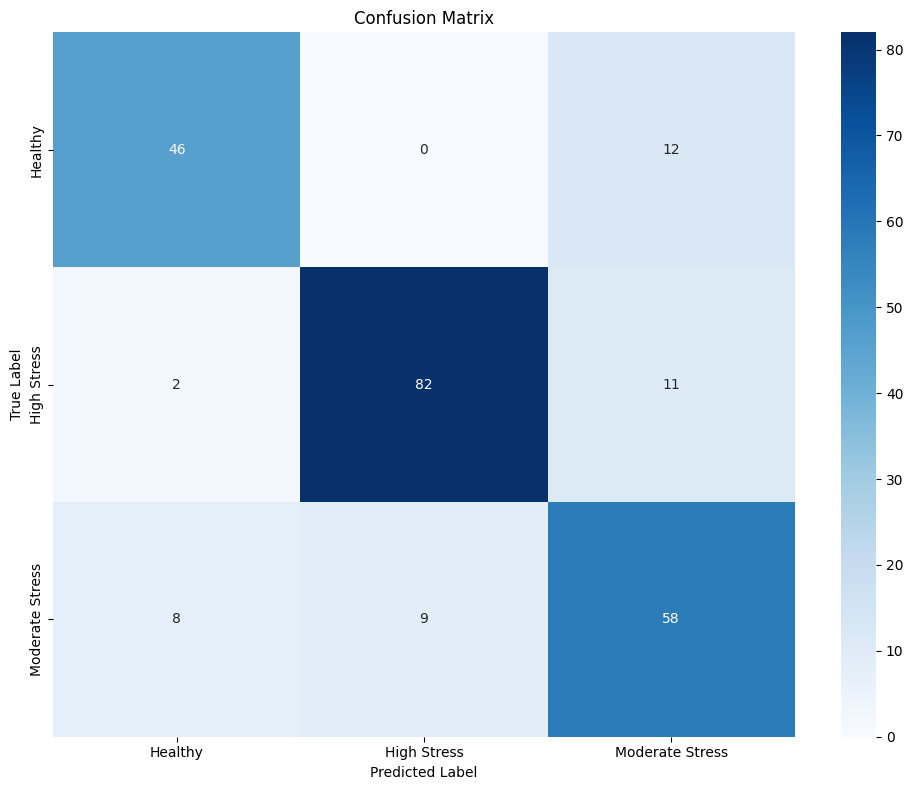 Confusion Matrix
True Label
Healthy
High Stress
Moderate Stress
46 0 12
2 82 11
8 9 58
Healthy High Stress Moderate Stress
Predicted Label
80
70
60
50
40
30
20
10
0